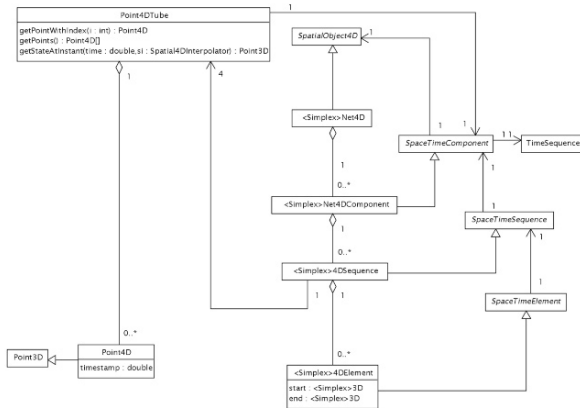 Point4DTube
getPointWithIndex(i : int) : Point4D
getPoints() : Point4D[]
getStateAtInstant(time : double,si : Spatial4DInterpolator) : Point3D
1
1
4
1
SpatialObject4D
1
<Simplex>Net4D
1
1
SpaceTimeComponent
1 1
TimeSequence
1
0..*
<Simplex>Net4DComponent
1
1
SpaceTimeSequence
0..*
<Simplex>4DSequence
1
1
1
1
SpaceTimeElement
0..*
Point3D
Point4D
timestamp : double
0..*
<Simplex>4DElement
start : <Simplex>3D
end : <Simplex>3D